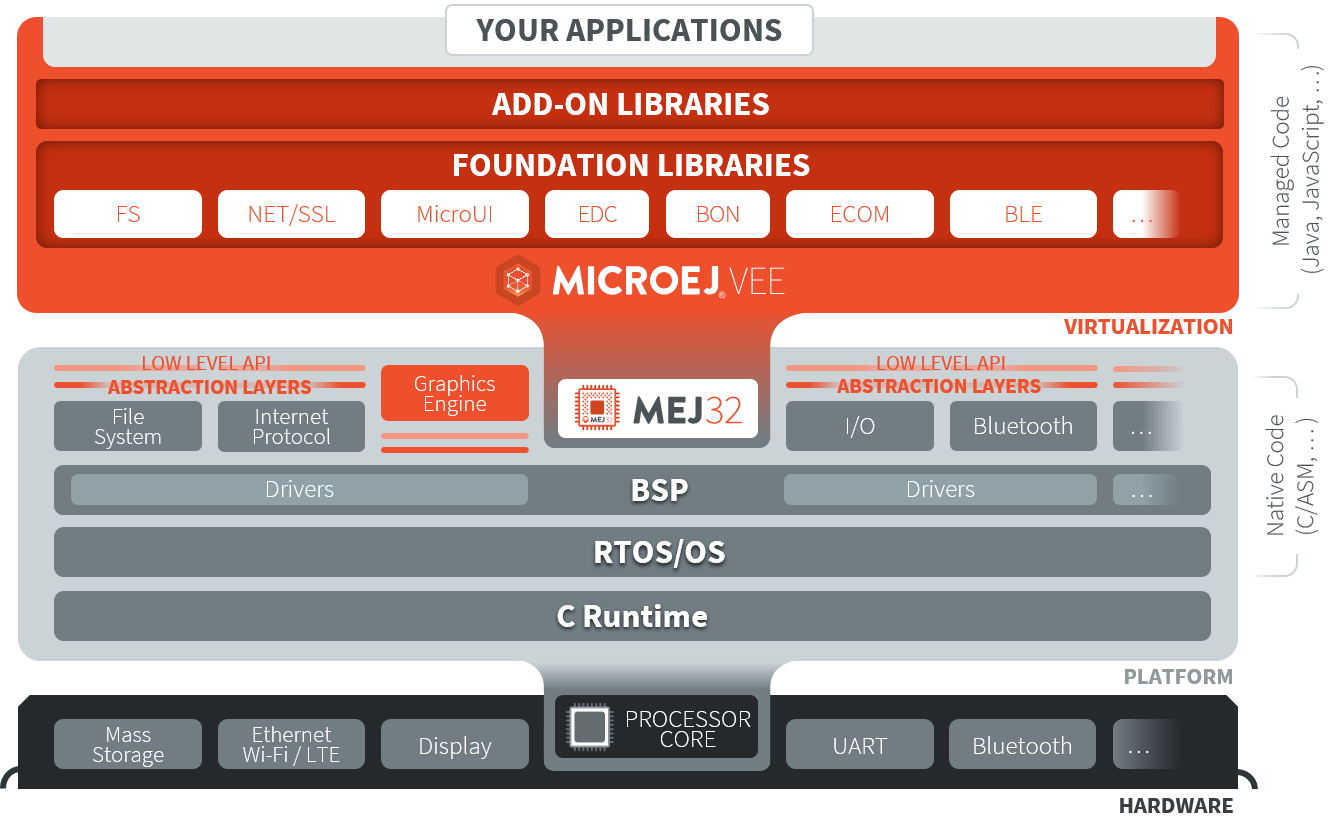 YOUR APPLICATIONS
ADD-ON LIBRARIES
FOUNDATION LIBRARIES
FS
NET/SSL
MicroUI
EDC
BON
ECOM
BLE
...
MICROEJ® VEE
Managed Code
(Java, JavaScript, ...)
VIRTUALIZATION
LOW LEVEL API
ABSTRACTION LAYERS
File
System
Internet
Protocol
Graphics
Engine
MEJ32
MEJ32
LOW LEVEL API
ABSTRACTION LAYERS
I/O
Bluetooth
...
Drivers
BSP
Drivers
...
RTOS/OS
C Runtime
Native Code
(C/ASM, ... )
PLATFORM
Mass
Storage
Ethernet
Wi-Fi / LTE
Display
PROCESSOR
CORE
UART
Bluetooth
...
HARDWARE